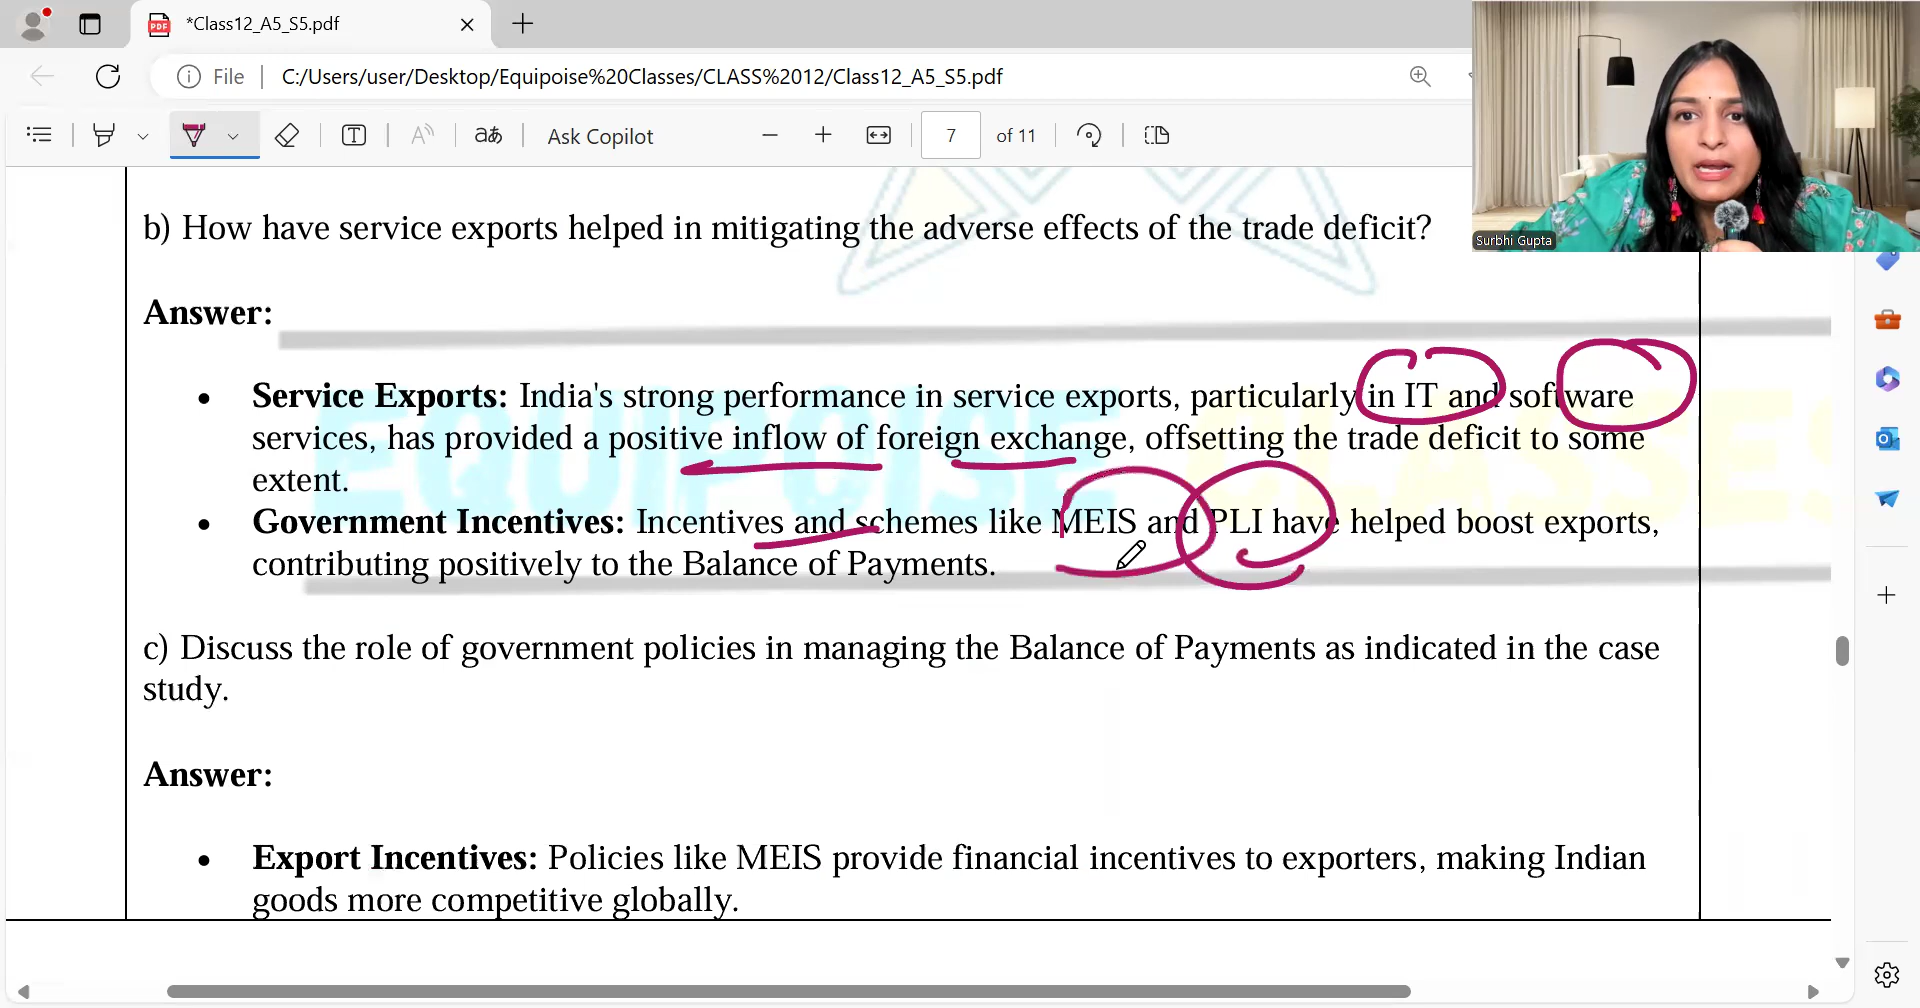 *Class12_A5_S5.pdf
File
C:/Users/user/Desktop/Equipoise%20Classes/CLASS%2012/Class12_A5_S5.pdf
Ask Copilot
7 of 11
Surbhi Gupta
b) How have service exports helped in mitigating the adverse effects of the trade deficit?
Answer:
• Service Exports: India's strong performance in service exports, particularly in IT and software
services, has provided a positive inflow of foreign exchange, offsetting the trade deficit to some
extent.
• Government Incentives: Incentives and schemes like MEIS and PLI have helped boost exports,
contributing positively to the Balance of Payments.
c) Discuss the role of government policies in managing the Balance of Payments as indicated in the case
study.
Answer:
• Export Incentives: Policies like MEIS provide financial incentives to exporters, making Indian
goods more competitive globally.
EQUIPOISE CLASSES